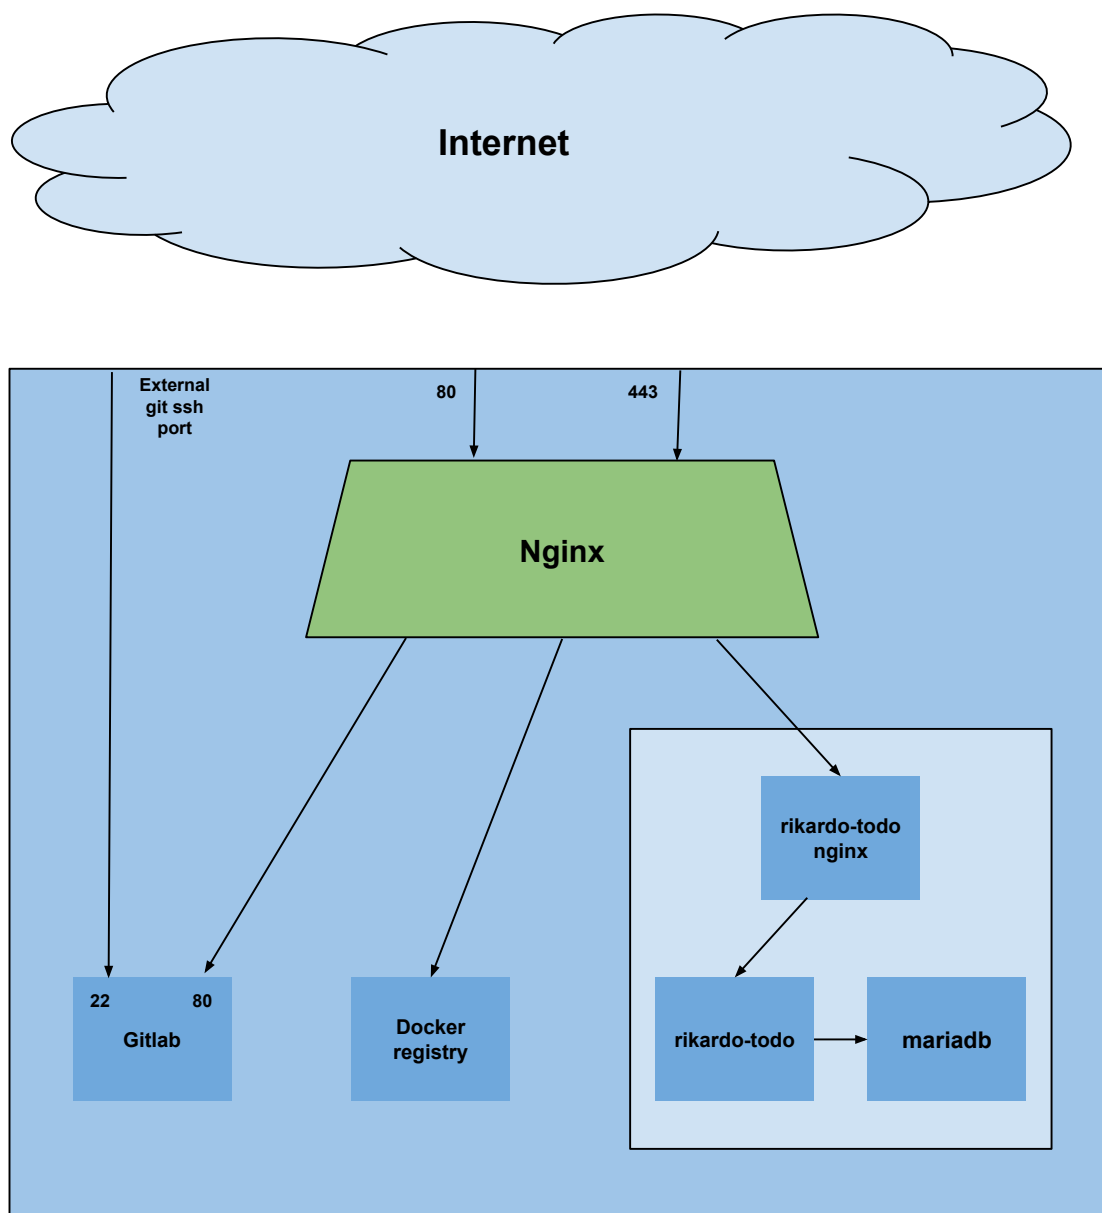 Internet
External
git ssh
port
80
443
Nginx
rikardo-todo
nginx
22
80
Gitlab
Docker
registry
rikardo-todo
mariadb